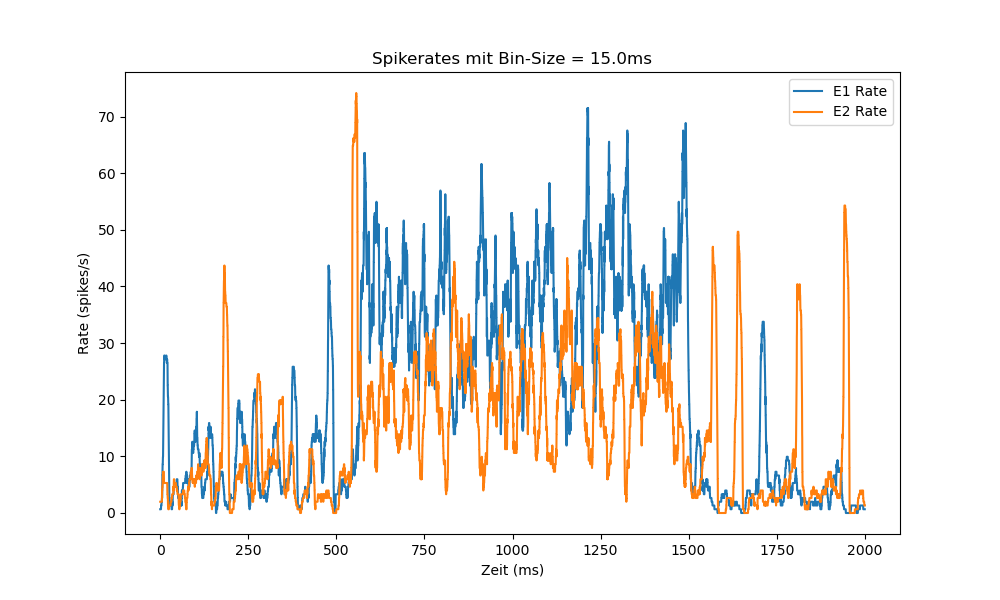 Spikerates mit Bin-Size = 15.0ms
E1 Rate
E2 Rate
Rate (spikes/s)
70
60
50
40
30
20
10
0
0 250 500 750 1000 1250 1500 1750 2000
Zeit (ms)